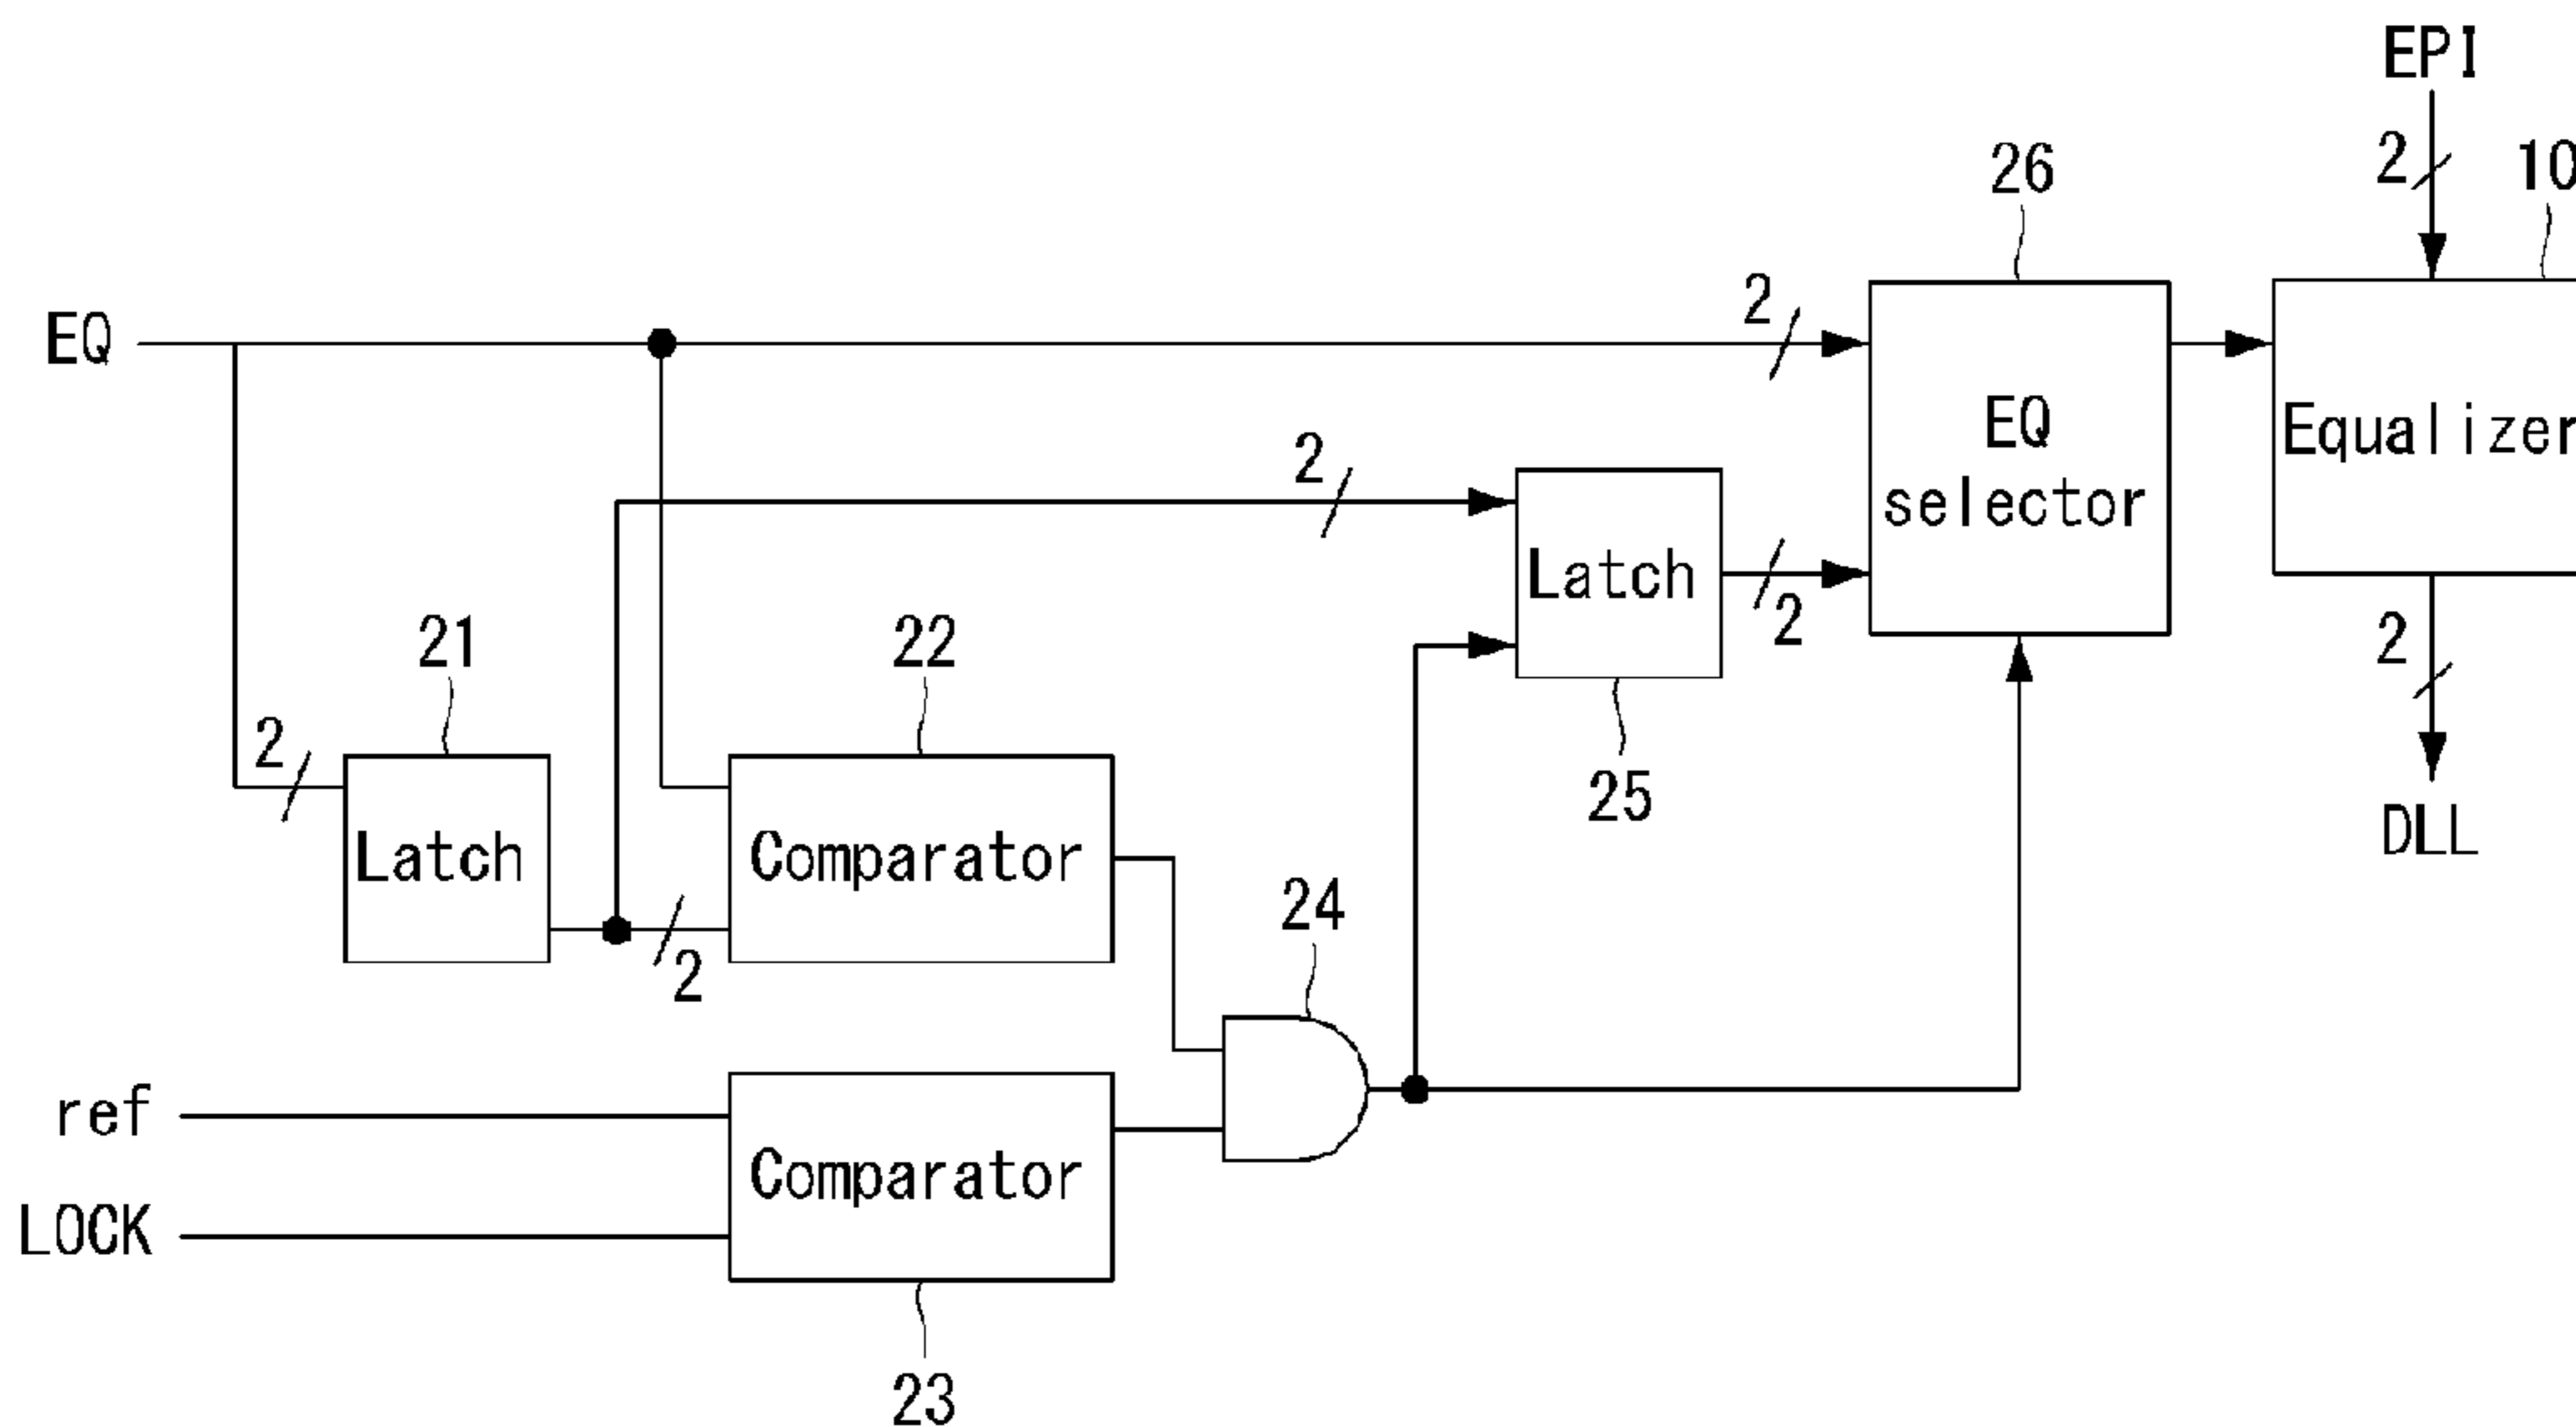 EPI
2
10
26
2
EQ
2
EQ
selector
Equalizer
Latch
2
2
21
22
2
25
Latch
Comparator
DLL
24
2
ref
Comparator
LOCK
23